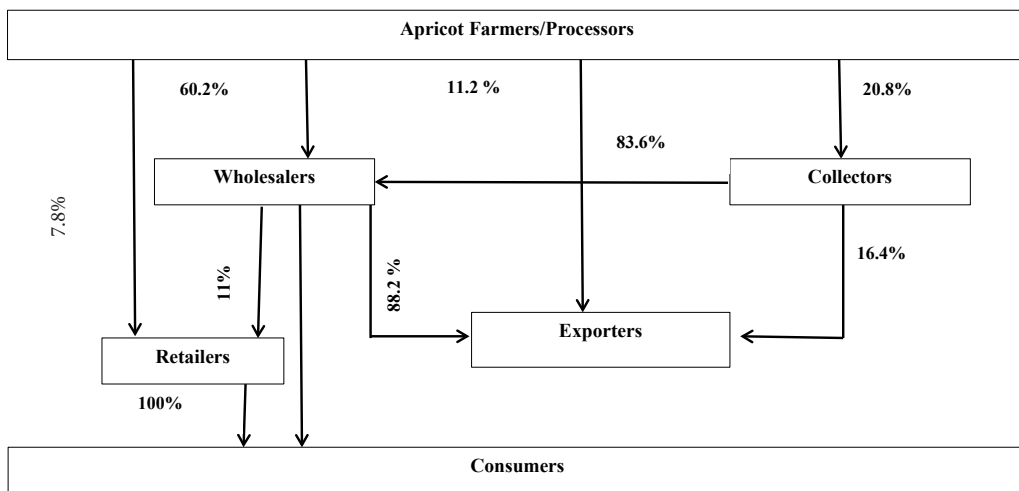 Apricot Farmers/Processors
60.2%
11.2 %
20.8%
83.6%
Wholesalers
Collectors
7.8%
11%
88.2 %
16.4%
Exporters
Retailers
100%
Consumers